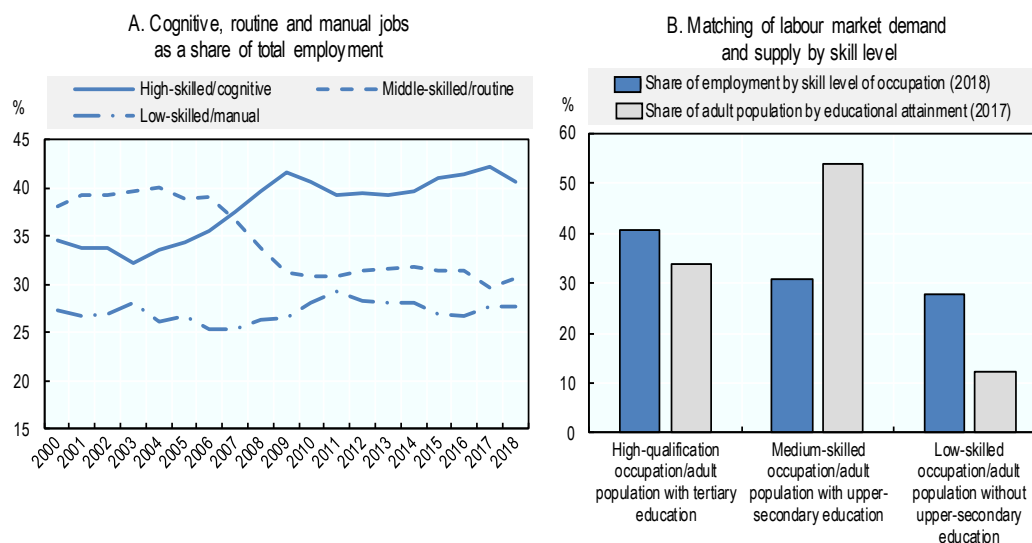 A. Cognitive, routine and manual jobs
as a share of total employment
%
High-skilled/cognitive
Middle-skilled/routine
Low-skilled/manual
45
40
35
30
25
20
15
2000
2001
2002
2003
2004
2005
2006
2007
2008
2009
2010
2011
2012
2013
2014
2015
2016
2017
2018
B. Matching of labour market demand
and supply by skill level
%
Share of employment by skill level of occupation (2018)
Share of adult population by educational attainment (2017)
60
50
40
30
20
10
0
High-qualification
occupation/adult
population with tertiary
education
Medium-skilled
occupation/adult
population with upper-
secondary education
Low-skilled
occupation/adult
population without
upper-secondary
education